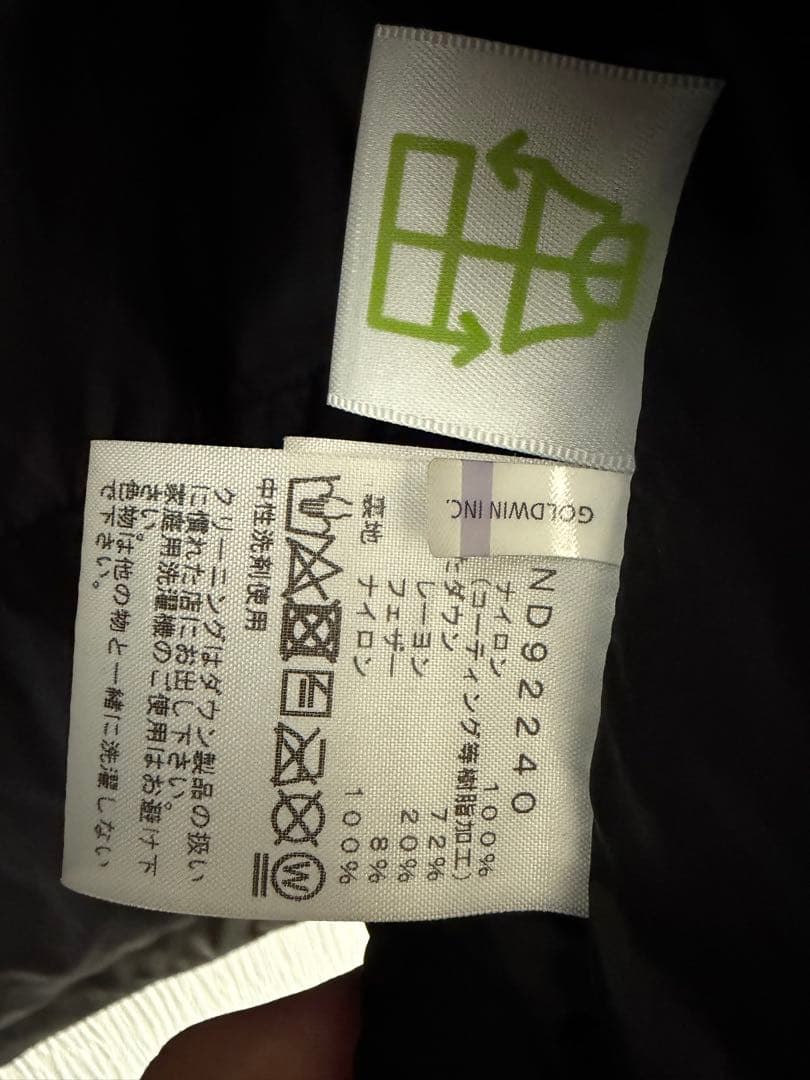 GOLDWIN INC.
ND92240
ナイロン 100%
(コーティング等樹脂加工)
ダウン 72%
レーヨン 20%
フェザー 8%
裏地 ナイロン 100%
W
中性洗剤使用
クリーニングはダウン製品の扱い
に慣れた店にお出し下さい。
家庭用洗濯機のご使用はお避け下
さい。
色物は他の物と一緒に洗濯しない
で下さい。